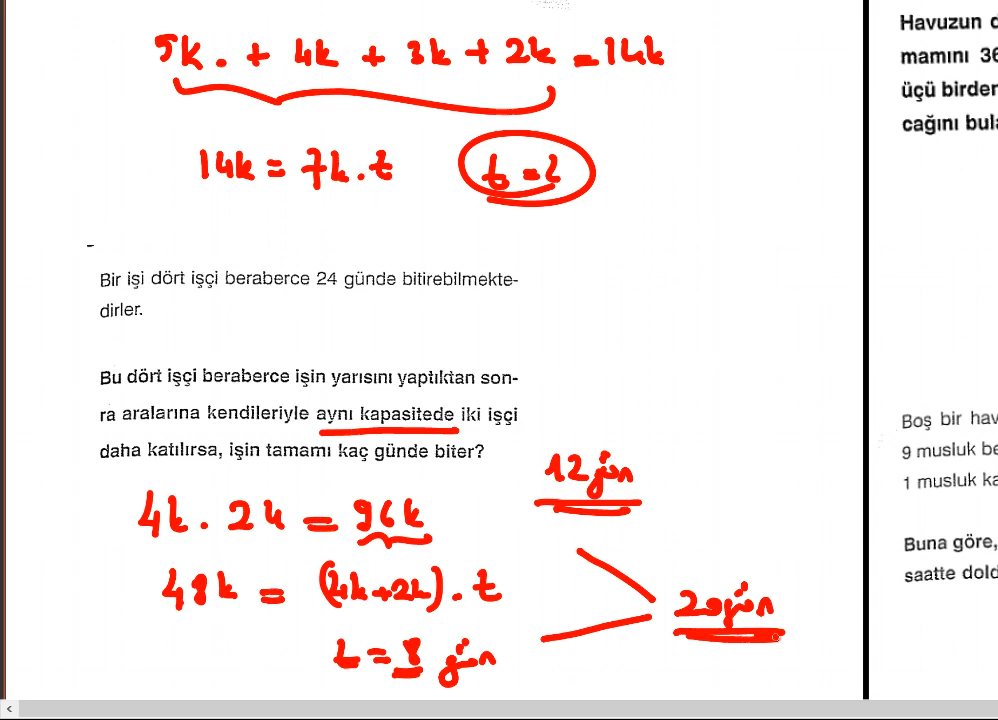 5k . + 4k + 3k + 2k = 14k
14k = 7k . t
t = 2
Bir işi dört işçi beraberce 24 günde bitirebilmekte-
dirler.
Bu dört işçi beraberce işin yarısını yaptıktan son-
ra aralarına kendileriyle aynı kapasitede iki işçi
daha katılırsa, işin tamamı kaç günde biter?
12 gün
4k . 24 = 96k
48k = (4k+2k) . t
t = 8 gün
20 gün
Havuzun
mamını 36
üçü birden
cağını bul
Boş bir hav
9 musluk be
1 musluk ka
Buna göre,
saatte dold